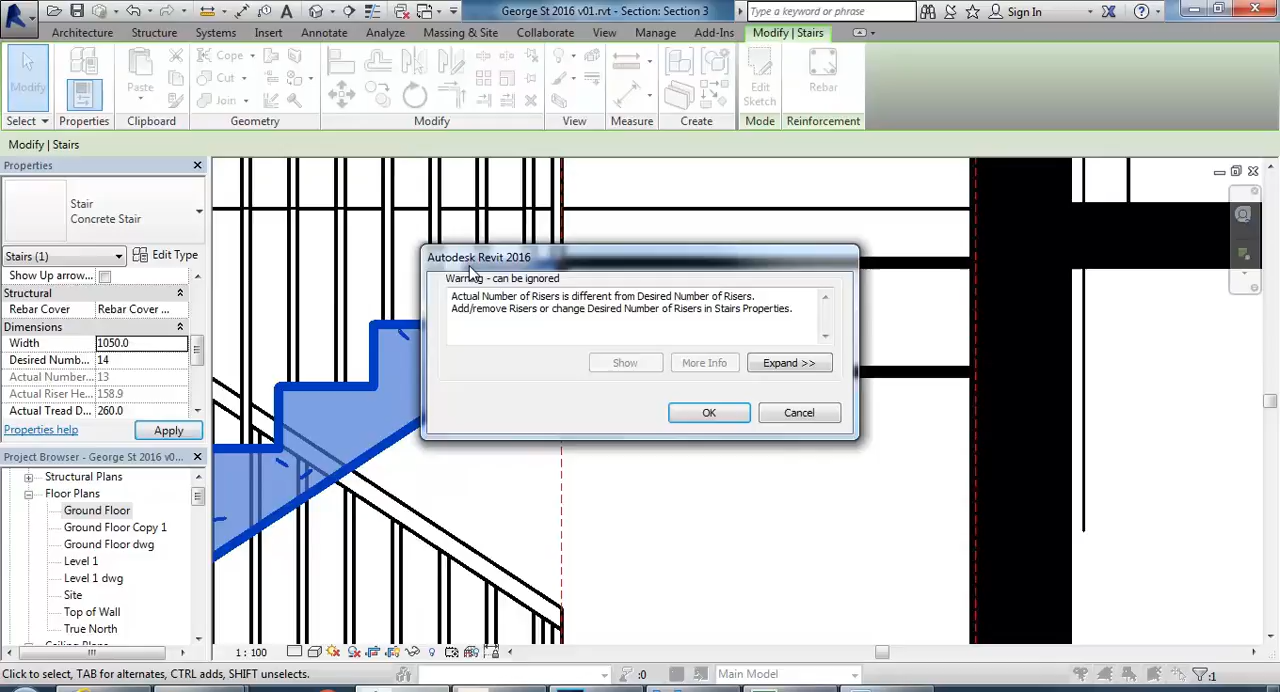 George St 2016 v01.rvt - Section: Section 3
Type a keyword or phrase
Sign In
Architecture Structure Systems Insert Annotate Analyze Massing & Site Collaborate View Manage Add-Ins Modify | Stairs
Modify
Paste
Cope
Cut
Join
Edit
Sketch
Rebar
Select Properties Clipboard Geometry Modify View Measure Create Mode Reinforcement
Modify | Stairs
Properties
Stair
Concrete Stair
Stairs (1)
Edit Type
Show Up arrow...
Structural
Rebar Cover Rebar Cover ...
Dimensions
Width 1050.0
Desired Numb... 14
Actual Number... 13
Actual Riser He... 158.9
Actual Tread D... 260.0
Properties help
Apply
Project Browser - George St 2016 v0...
Structural Plans
Floor Plans
Ground Floor
Ground Floor Copy 1
Ground Floor dwg
Level 1
Level 1 dwg
Site
Top of Wall
True North
Autodesk Revit 2016
Warning - can be ignored
Actual Number of Risers is different from Desired Number of Risers.
Add/remove Risers or change Desired Number of Risers in Stairs Properties.
Show
More Info
Expand >>
OK
Cancel
1 : 100
Click to select, TAB for alternates, CTRL adds, SHIFT unselects.
:0
Main Model
:1